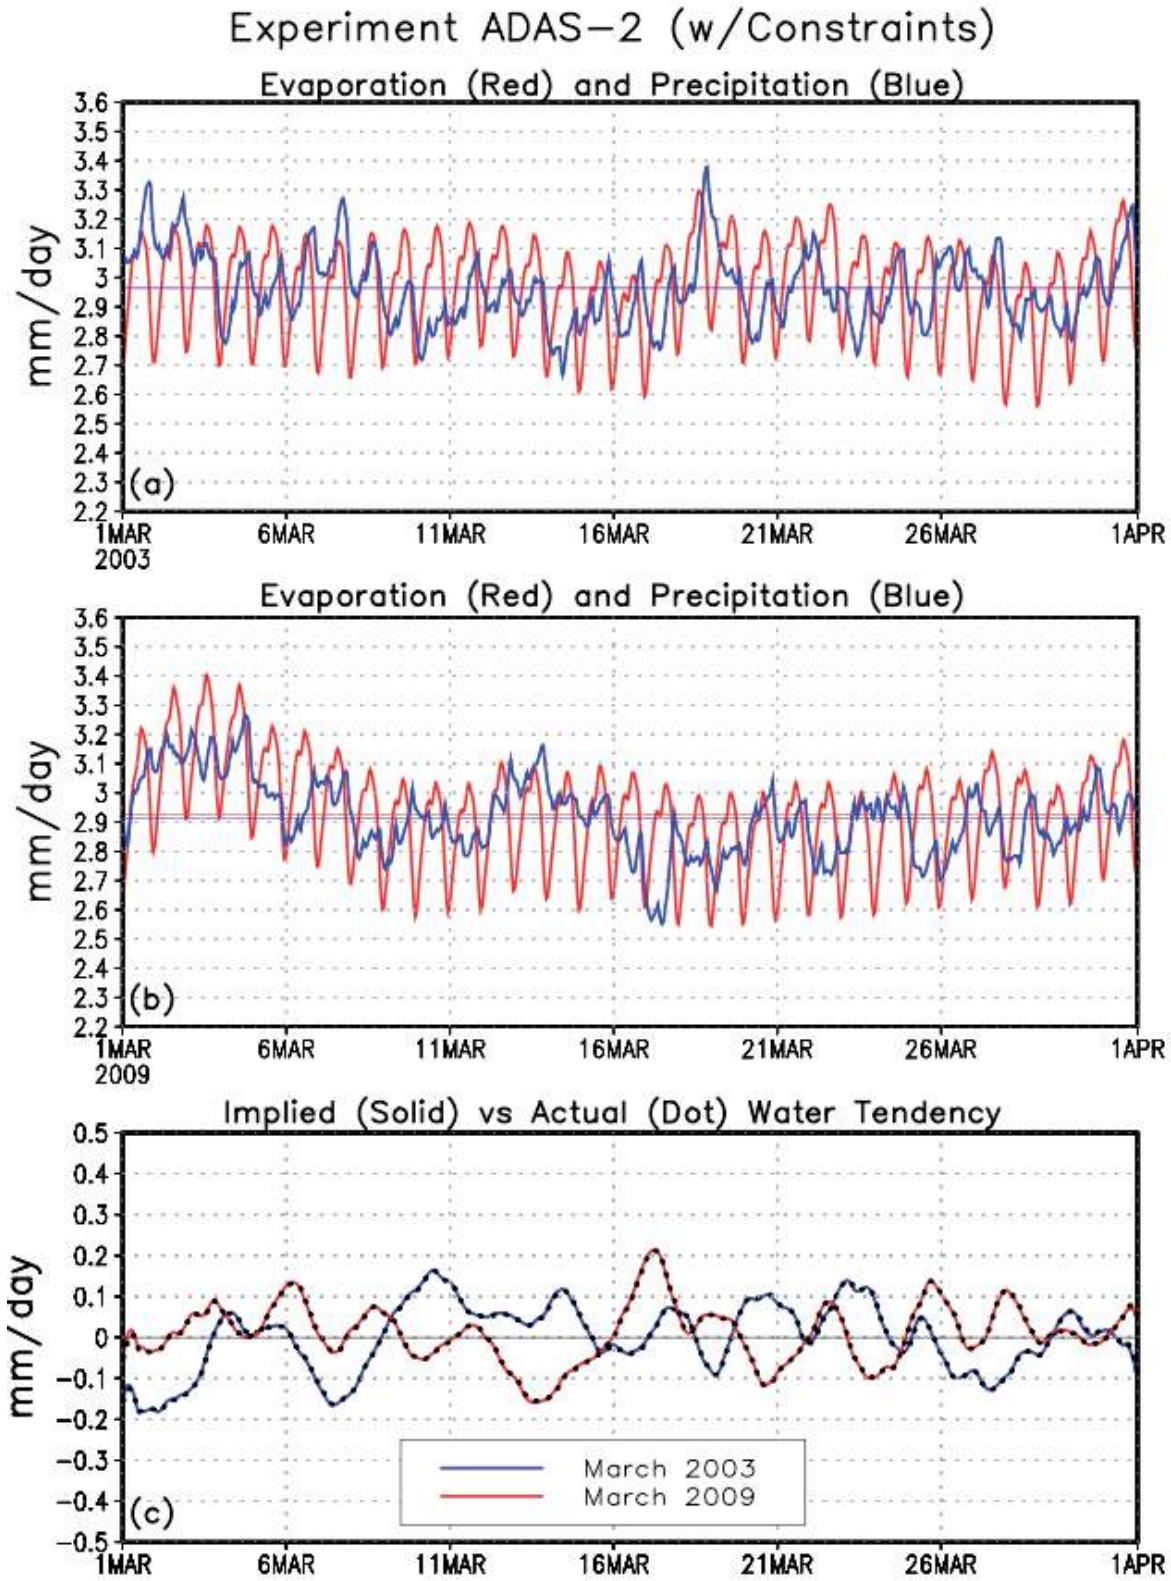 Experiment ADAS-2 (w/Constraints)
Evaporation (Red) and Precipitation (Blue)
3.6
3.5
3.4
3.3
3.2
3.1
3
2.9
2.8
2.7
2.6
2.5
2.4
2.3
2.2
mm/day
(a)
1MAR 6MAR 11MAR 16MAR 21MAR 26MAR 1APR
2003
Evaporation (Red) and Precipitation (Blue)
3.6
3.5
3.4
3.3
3.2
3.1
3
2.9
2.8
2.7
2.6
2.5
2.4
2.3
2.2
mm/day
(b)
1MAR 6MAR 11MAR 16MAR 21MAR 26MAR 1APR
2009
Implied (Solid) vs Actual (Dot) Water Tendency
0.5
0.4
0.3
0.2
0.1
0
-0.1
-0.2
-0.3
-0.4
-0.5
mm/day
March 2003
March 2009
(c)
1MAR 6MAR 11MAR 16MAR 21MAR 26MAR 1APR